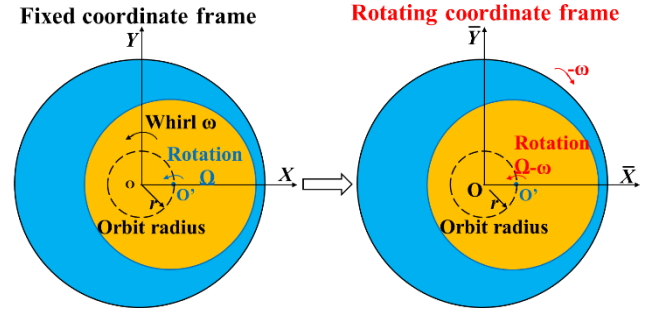 Fixed coordinate frame
Y
Whirl ω
Rotation
Ω
X
O
O'
r
Orbit radius
Rotating coordinate frame
Y̅
-ω
Rotation
Ω-ω
X̅
O
O'
r
Orbit radius